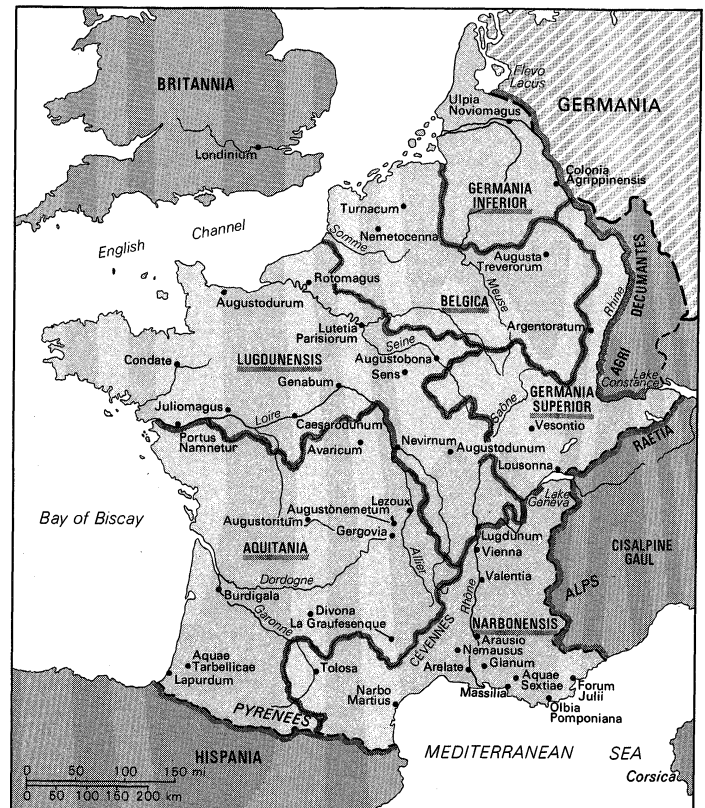 BRITANNIA
Londinium
Flevo
Lacus
GERMANIA
Ulpia
Noviomagus
Colonia
Agrippinensis
GERMANIA
INFERIOR
Turnacum
Nemetocenna
English Channel
Somme
Augusta
Treverorum
Rotomagus
Meuse
BELGICA
Augustodurum
Rhine
AGRI DECUMANTES
Lutetia
Parisiorum
Argentoratum
Seine
Condate
LUGDUNENSIS
Augustobona
Sens
Genabum
Lake
Constance
GERMANIA
SUPERIOR
Saône
Juliomagus
Loire
Caesarodunum
Vesontio
Portus
Namnetur
Avaricum
Nevirnum
Augustodunum
RAETIA
Lousonna
Lake
Geneva
Bay of Biscay
Lezoux
Augustonemetum
Augustoritum
Gergovia
Lugdunum
Vienna
CISALPINE
GAUL
AQUITANIA
Allier
ALPS
Dordogne
Valentia
Burdigala
Rhône
Garonne
Divona
La Graufesenque
CÉVENNES
NARBONENSIS
Arausio
Nemausus
Glanum
Arelate
Aquae
Tarbellicae
Lapurdum
Tolosa
Aquae
Sextiae
Forum
Julii
Narbo
Martius
Massilia
Olbia
Pomponiana
PYRENEES
HISPANIA
MEDITERRANEAN SEA
Corsica
0 50 100 150 mi
0 50 100 150 200 km